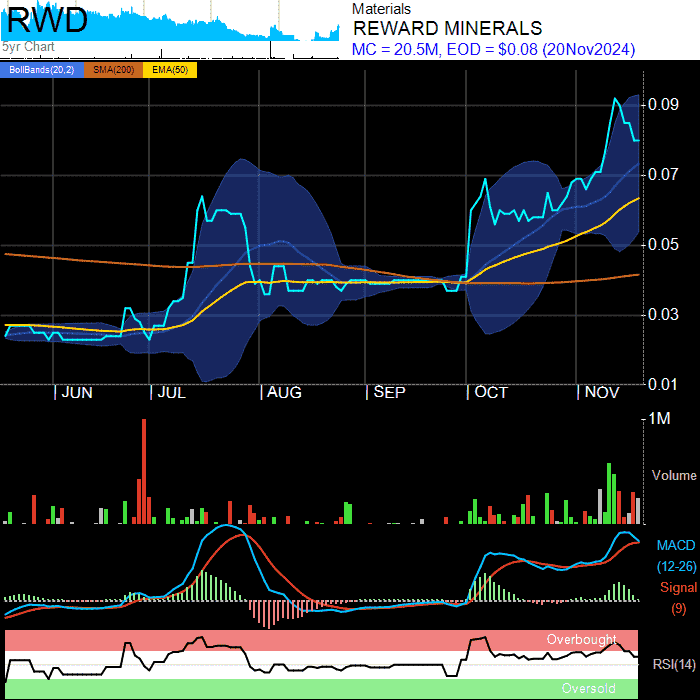 RWD
5yr Chart
Materials
REWARD MINERALS
MC = 20.5M, EOD = $0.08 (20Nov2024)
BollBands(20,2) SMA(200) EMA(50)
0.09
0.07
0.05
0.03
0.01
JUN JUL AUG SEP OCT NOV
1M
Volume
MACD
(12-26)
Signal
(9)
Overbought
RSI(14)
Oversold